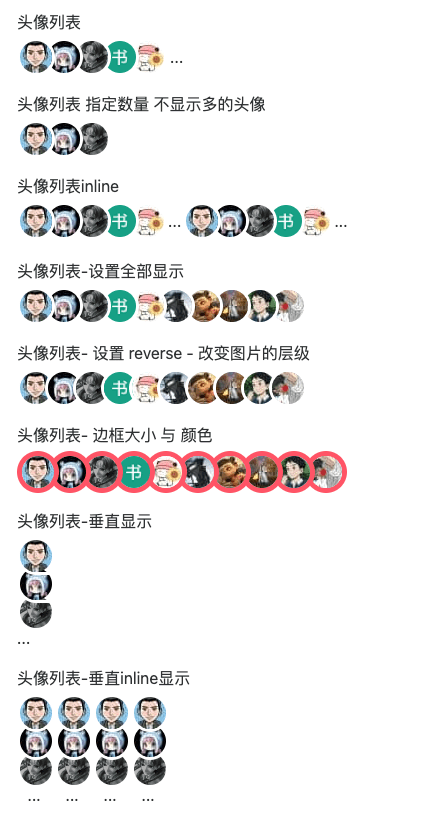 头像列表
书 ...
头像列表 指定数量 不显示多的头像
头像列表inline
书 ... 书 ...
头像列表-设置全部显示
书
头像列表- 设置 reverse - 改变图片的层级
书
头像列表- 边框大小 与 颜色
书
头像列表-垂直显示
...
头像列表-垂直inline显示
... ... ... ...